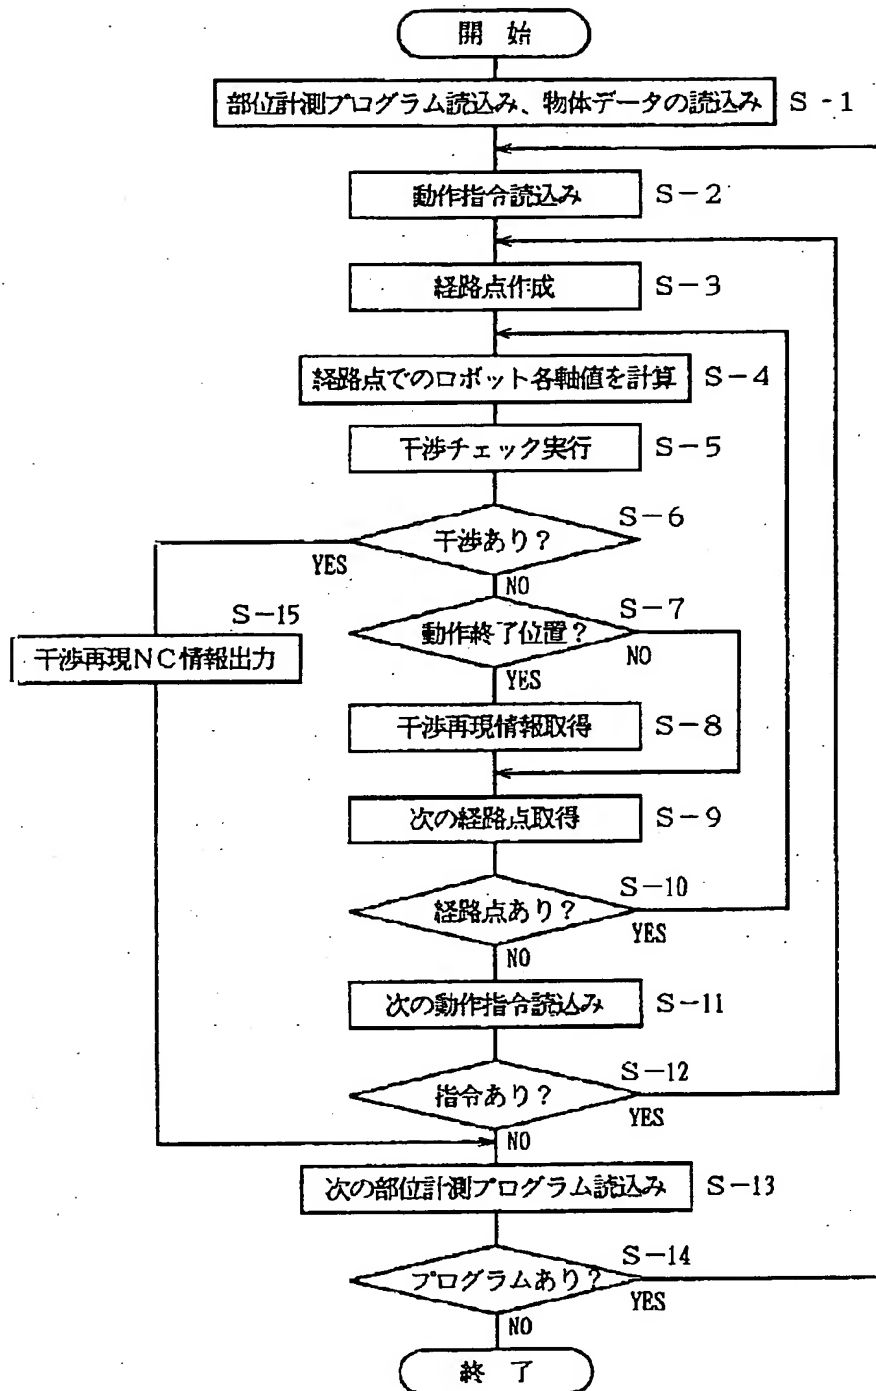 開 始
部位計測プログラム読込み、物体データの読込み S-1
動作指令読込み S-2
経路点作成 S-3
経路点でのロボット各軸値を計算 S-4
干渉チェック実行 S-5
S-6
干渉あり?
YES
NO
S-7
動作終了位置?
NO
YES
S-15
干渉再現NC情報出力
干渉再現情報取得 S-8
次の経路点取得 S-9
S-10
経路点あり?
YES
NO
次の動作指令読込み S-11
S-12
指令あり?
YES
NO
次の部位計測プログラム読込み S-13
S-14
プログラムあり?
YES
NO
終 了